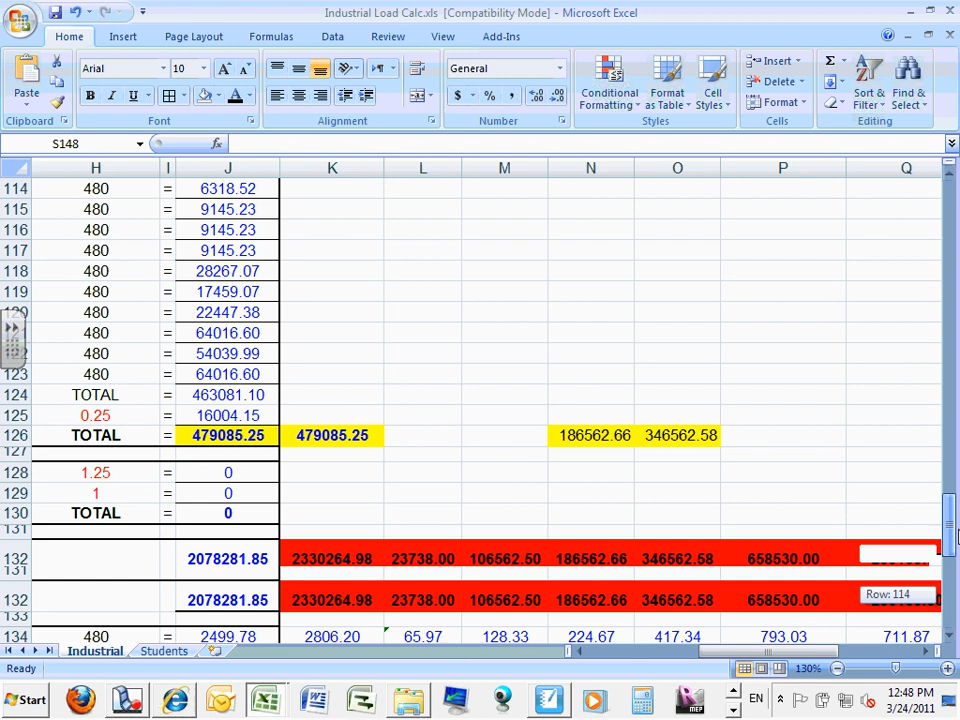 Industrial Load Calc.xls [Compatibility Mode] - Microsoft Excel
Home Insert Page Layout Formulas Data Review View Add-Ins
Paste
Arial 10
B I U
General
$ % ,
Conditional Formatting
Format as Table
Cell Styles
Insert
Delete
Format
Sort & Filter
Find & Select
Clipboard Font Alignment Number Styles Cells Editing
S148 fx
H I J K L M N O P Q
114 480 = 6318.52
115 480 = 9145.23
116 480 = 9145.23
117 480 = 9145.23
118 480 = 28267.07
119 480 = 17459.07
480 = 22447.38
480 = 64016.60
480 = 54039.99
123 480 = 64016.60
124 TOTAL = 463081.10
125 0.25 = 16004.15
126 TOTAL = 479085.25 479085.25 186562.66 346562.58
127
128 1.25 = 0
129 1 = 0
130 TOTAL = 0
131
132 2078281.85 2330264.98 23738.00 106562.50 186562.66 346562.58 658530.00
131
132 2078281.85 2330264.98 23738.00 106562.50 186562.66 346562.58 658530.00
Row: 114
133
134 480 = 2499.78 2806.20 65.97 128.33 224.67 417.34 793.03 711.87
Industrial Students
Ready 130%
Start EN 12:48 PM
3/24/2011